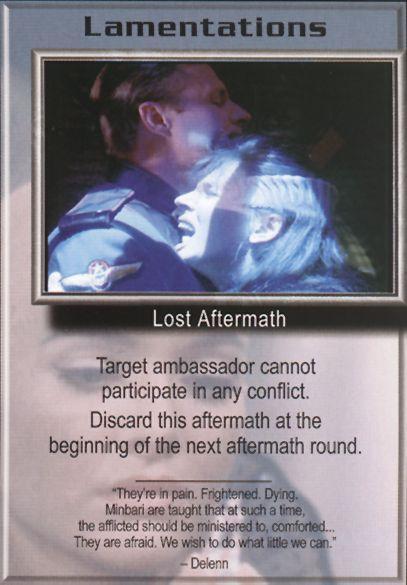 Lamentations
Lost Aftermath
Target ambassador cannot
participate in any conflict.
Discard this aftermath at the
beginning of the next aftermath round.
“They’re in pain. Frightened. Dying.
Minbari are taught that at such a time,
the afflicted should be ministered to, comforted...
They are afraid. We wish to do what little we can.”
– Delenn